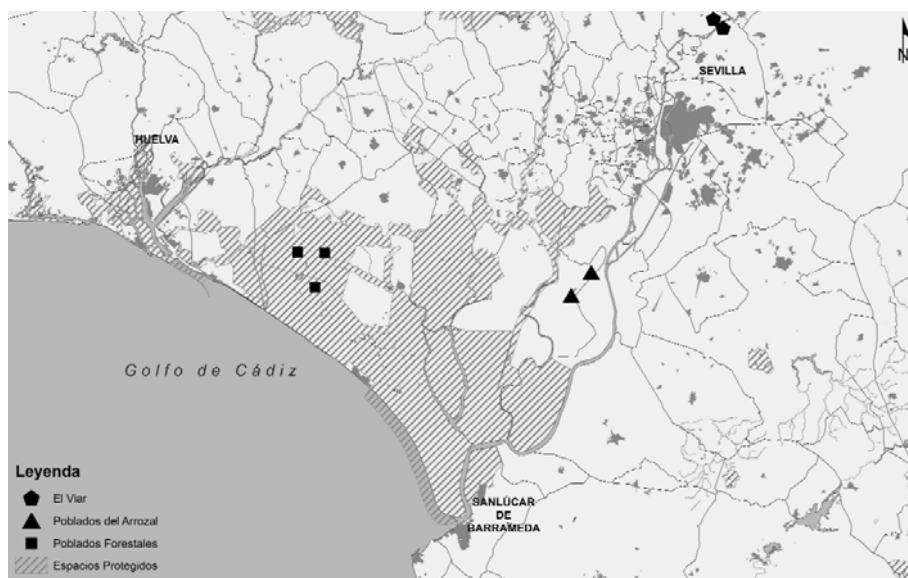 N
SEVILLA
HUELVA
Golfo de Cádiz
SANLÚCAR
DE
BARRAMEDA
Leyenda
El Viar
Poblados del Arrozal
Poblados Forestales
Espacios Protegidos